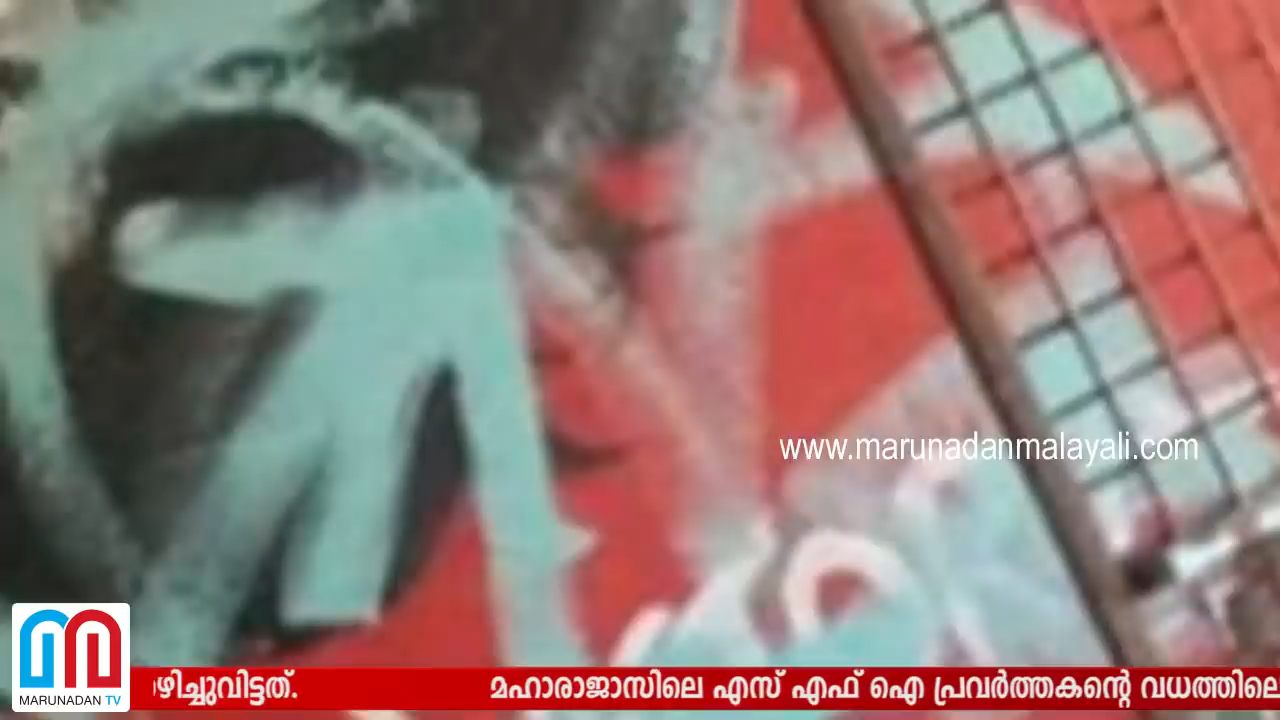 www.marunadanmalayali.com
MARUNADAN TV
ഴിച്ചുവിട്ടത്. മഹാരാജാസിലെ എസ് എഫ് ഐ പ്രവർത്തകന്റെ വധത്തിലെ